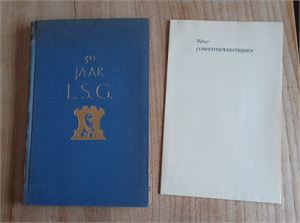 50
JAAR
L.S.G.
Bijlage:
COMPETITIEWEDSTRIJDEN